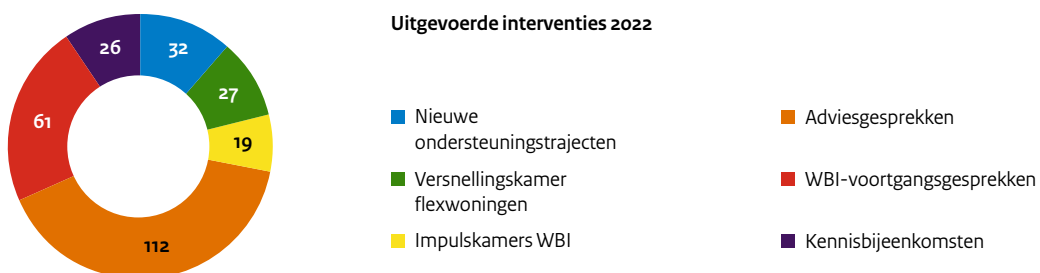 Uitgevoerde interventies 2022
26
32
27
61
19
112
Nieuwe
ondersteuningstrajecten
Versnellingskamer
flexwoningen
Impulskamers WBI
Adviesgesprekken
WBI-voortgangsgesprekken
Kennisbijeenkomsten